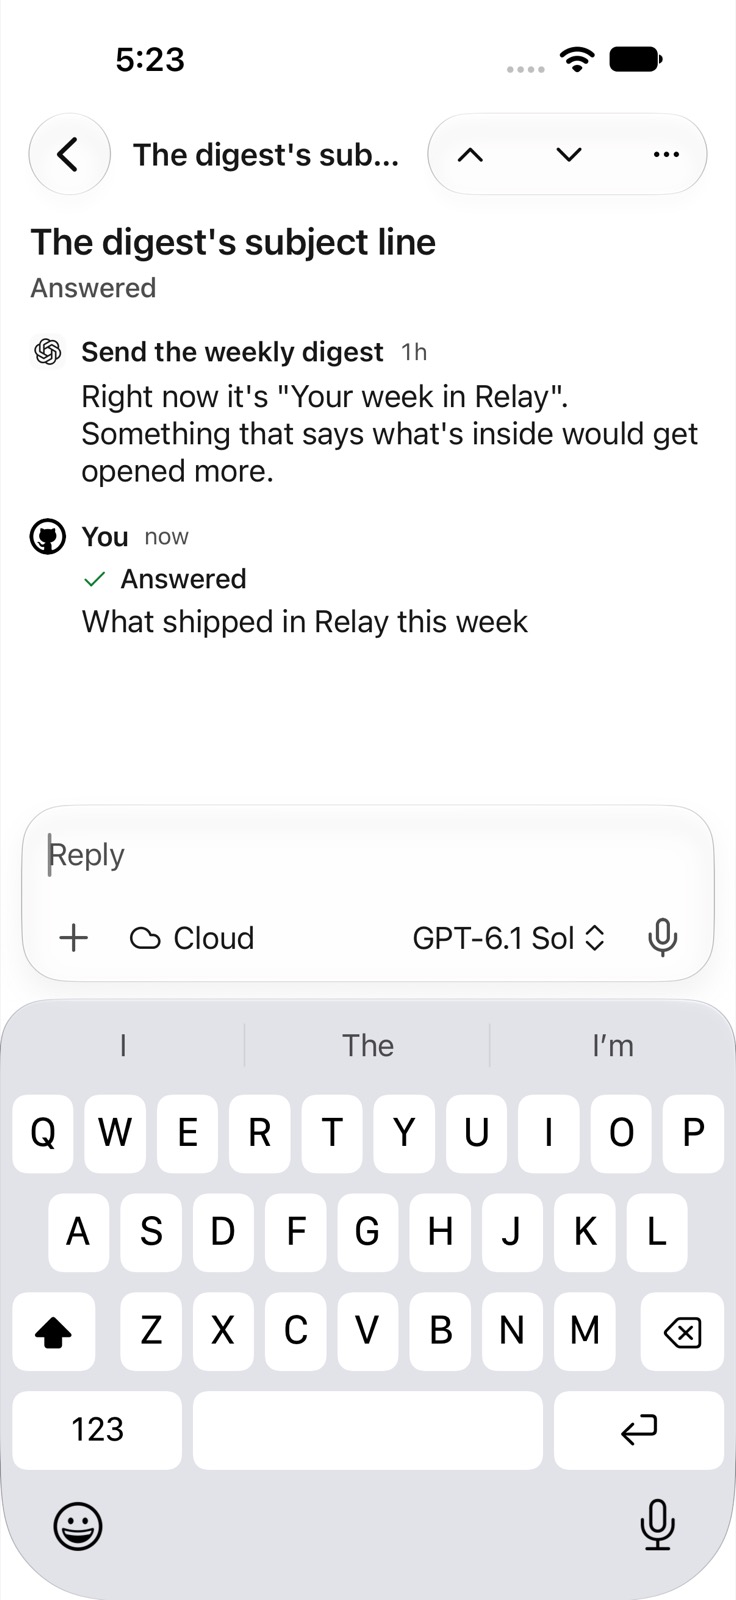 5:23
The digest's sub...
The digest's subject line
Answered
Send the weekly digest 1h
Right now it's "Your week in Relay".
Something that says what's inside would get
opened more.
You now
Answered
What shipped in Relay this week
Reply
Cloud GPT-6.1 Sol
I The I’m
Q W E R T Y U I O P
A S D F G H J K L
Z X C V B N M
123